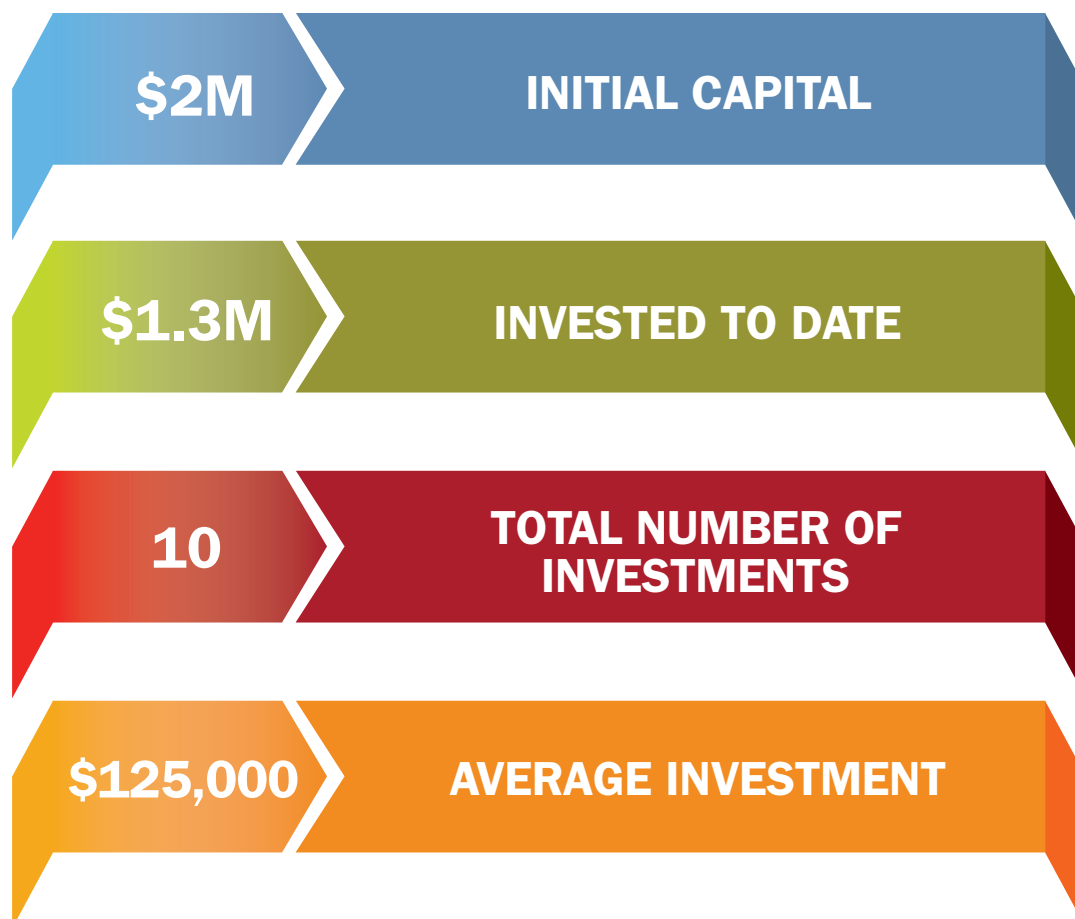 $2M
INITIAL CAPITAL
$1.3M
INVESTED TO DATE
10
TOTAL NUMBER OF
INVESTMENTS
$125,000
AVERAGE INVESTMENT